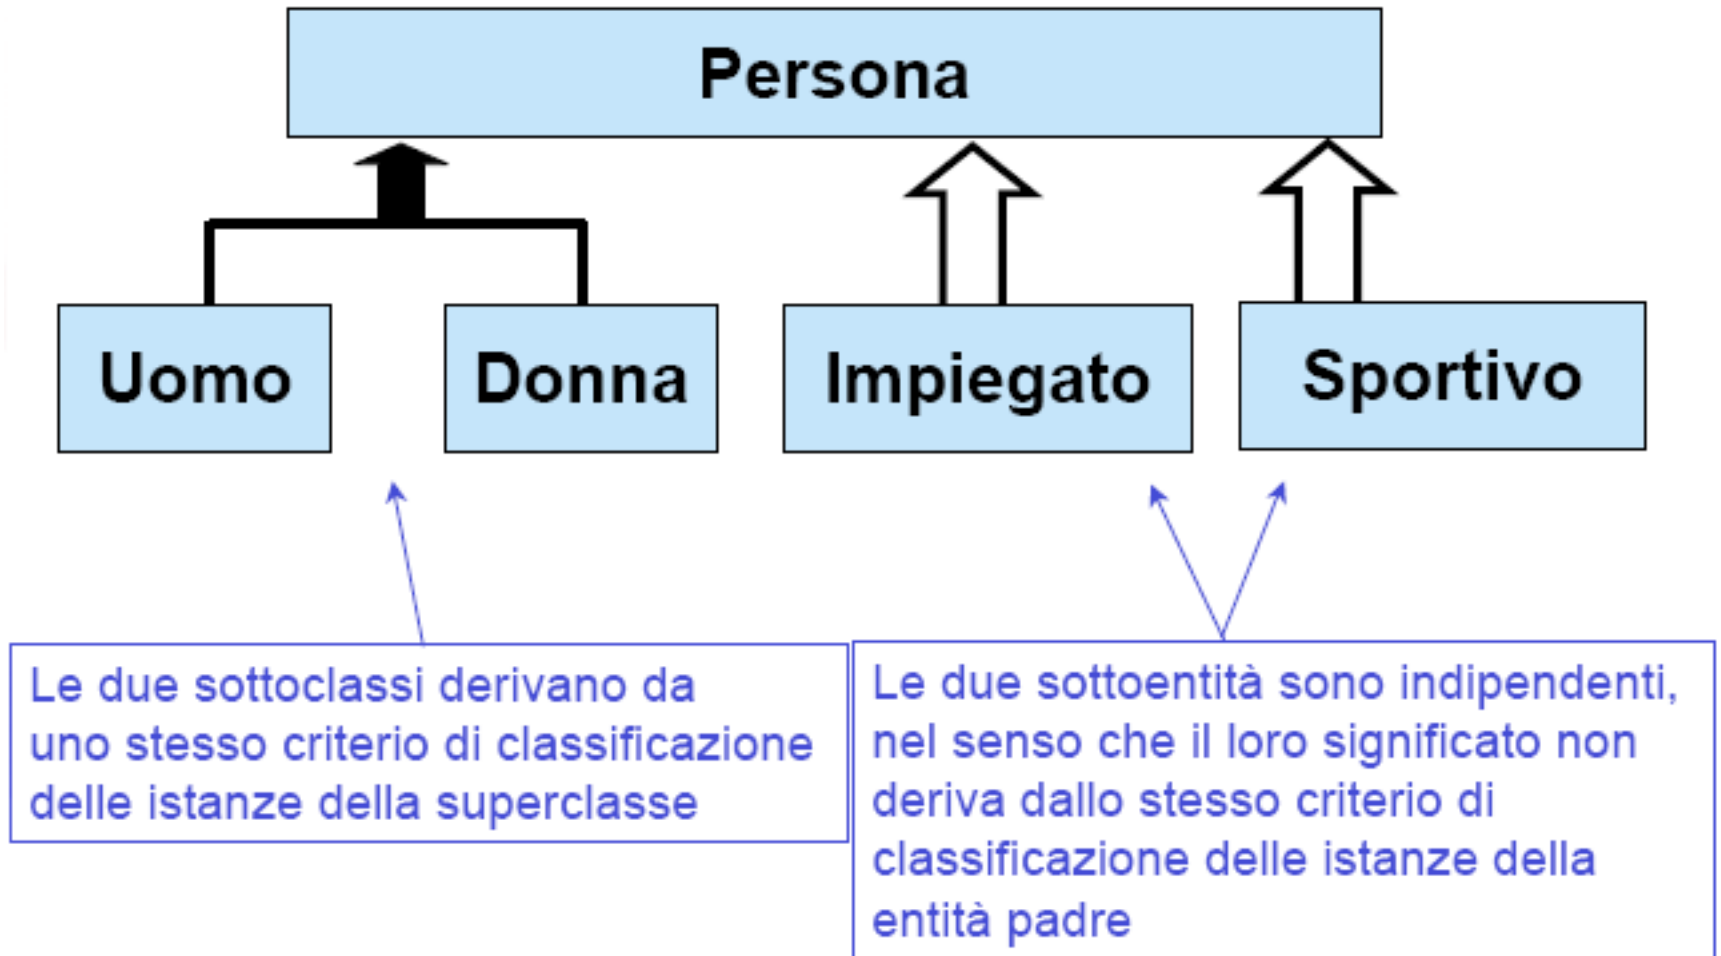 Persona
Uomo
Donna
Impiegato
Sportivo
Le due sottoclassi derivano da
uno stesso criterio di classificazione
delle istanze della superclasse
Le due sottoentità sono indipendenti,
nel senso che il loro significato non
deriva dallo stesso criterio di
classificazione delle istanze della
entità padre